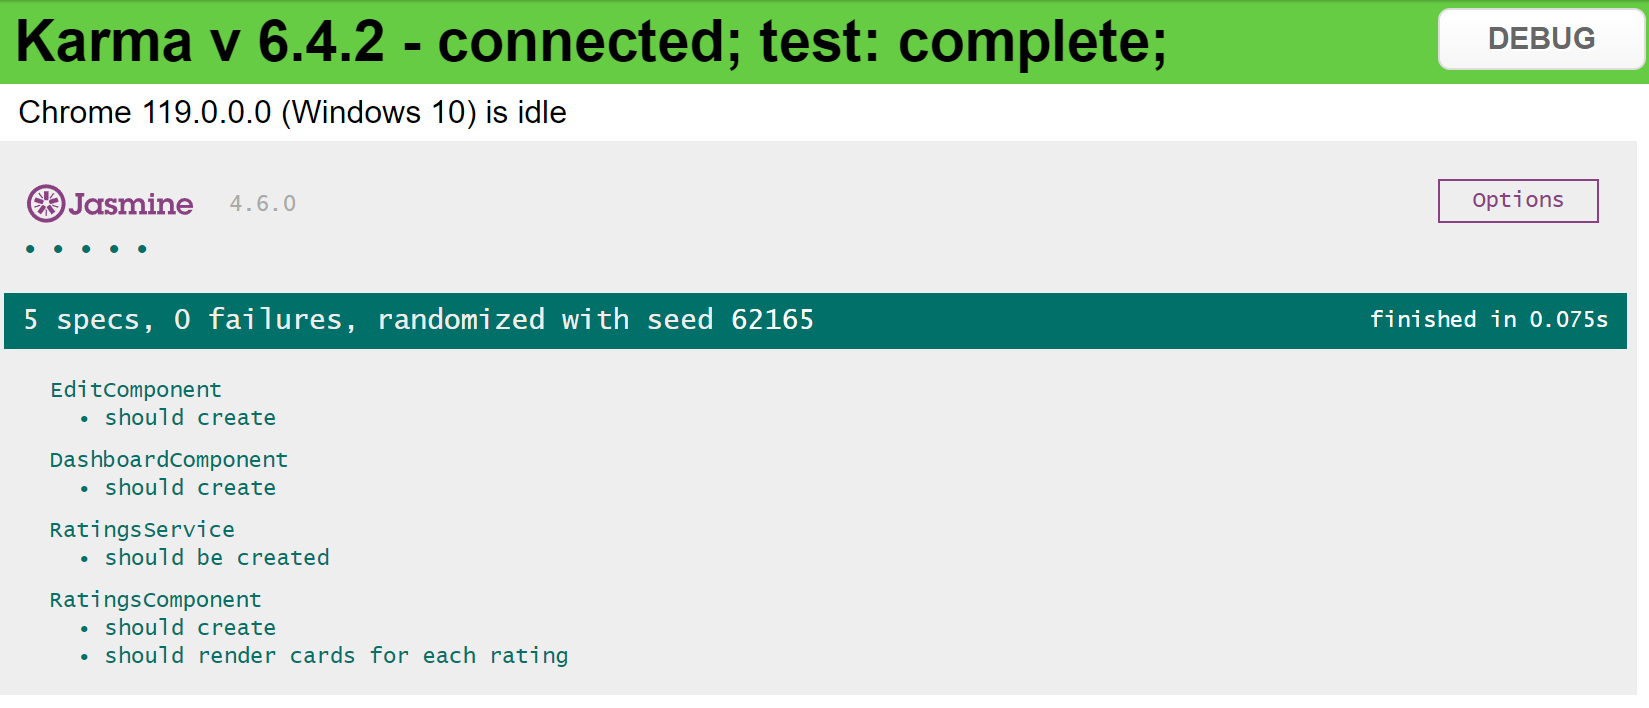 Karma v 6.4.2 - connected; test: complete;
DEBUG
Chrome 119.0.0.0 (Windows 10) is idle
Jasmine 4.6.0
Options
• • • • •
5 specs, 0 failures, randomized with seed 62165
finished in 0.075s
EditComponent
• should create
DashboardComponent
• should create
RatingsService
• should be created
RatingsComponent
• should create
• should render cards for each rating